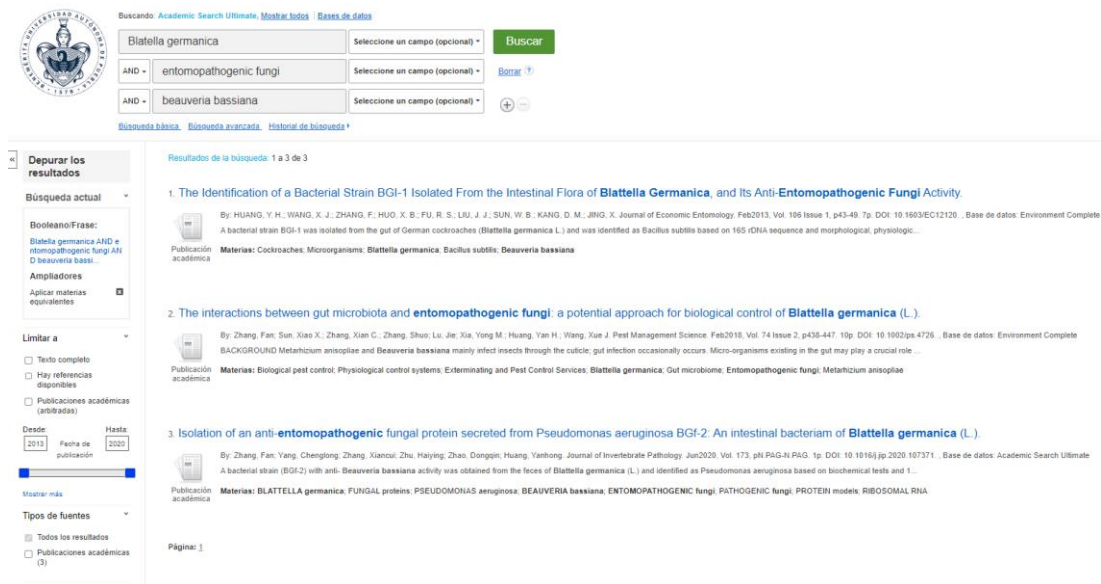 BENEMÉRITA UNIVERSIDAD AUTÓNOMA DE PUEBLA
1578
Buscando: Academic Search Ultimate, Mostrar todos | Bases de datos
Blatella germanica Seleccione un campo (opcional) Buscar
AND entomopathogenic fungi Seleccione un campo (opcional) Borrar ?
AND beauveria bassiana Seleccione un campo (opcional) + −
Búsqueda básica Búsqueda avanzada Historial de búsqueda
«
Depurar los
resultados
Búsqueda actual
Booleano/Frase:
Blatella germanica AND e
ntomopathogenic fungi AN
D beauveria bassi...
Ampliadores
Aplicar materias
equivalentes
Limitar a
Texto completo
Hay referencias
disponibles
Publicaciones académicas
(arbitradas)
Desde: Hasta:
2013 Fecha de 2020
publicación
Mostrar más
Tipos de fuentes
Todos los resultados
Publicaciones académicas
(3)
Resultados de la búsqueda: 1 a 3 de 3
1. The Identification of a Bacterial Strain BGI-1 Isolated From the Intestinal Flora of Blattella Germanica, and Its Anti-Entomopathogenic Fungi Activity.
By: HUANG, Y. H.; WANG, X. J.; ZHANG, F.; HUO, X. B.; FU, R. S.; LIU, J. J.; SUN, W. B.; KANG, D. M.; JING, X. Journal of Economic Entomology. Feb2013, Vol. 106 Issue 1, p43-49. 7p. DOI: 10.1603/EC12120. , Base de datos: Environment Complete
A bacterial strain BGI-1 was isolated from the gut of German cockroaches (Blattella germanica L.) and was identified as Bacillus subtilis based on 16S rDNA sequence and morphological, physiologic...
Publicación
académica
Materias: Cockroaches; Microorganisms; Blattella germanica; Bacillus subtilis; Beauveria bassiana
2. The interactions between gut microbiota and entomopathogenic fungi: a potential approach for biological control of Blattella germanica (L.).
By: Zhang, Fan; Sun, Xiao X.; Zhang, Xian C.; Zhang, Shuo; Lu, Jie; Xia, Yong M.; Huang, Yan H.; Wang, Xue J. Pest Management Science. Feb2018, Vol. 74 Issue 2, p438-447. 10p. DOI: 10.1002/ps.4726. , Base de datos: Environment Complete
BACKGROUND Metarhizium anisopliae and Beauveria bassiana mainly infect insects through the cuticle; gut infection occasionally occurs. Micro-organisms existing in the gut may play a crucial role ...
Publicación
académica
Materias: Biological pest control; Physiological control systems; Exterminating and Pest Control Services; Blattella germanica; Gut microbiome; Entomopathogenic fungi; Metarhizium anisopliae
3. Isolation of an anti-entomopathogenic fungal protein secreted from Pseudomonas aeruginosa BGf-2: An intestinal bacteriam of Blattella germanica (L.).
By: Zhang, Fan; Yang, Chenglong; Zhang, Xiancui; Zhu, Haiying; Zhao, Dongqin; Huang, Yanhong. Journal of Invertebrate Pathology. Jun2020, Vol. 173, pN.PAG-N.PAG. 1p. DOI: 10.1016/j.jip.2020.107371. , Base de datos: Academic Search Ultimate
A bacterial strain (BGf-2) with anti- Beauveria bassiana activity was obtained from the feces of Blattella germanica (L.) and identified as Pseudomonas aeruginosa based on biochemical tests and 1...
Publicación
académica
Materias: BLATTELLA germanica; FUNGAL proteins; PSEUDOMONAS aeruginosa; BEAUVERIA bassiana; ENTOMOPATHOGENIC fungi; PATHOGENIC fungi; PROTEIN models; RIBOSOMAL RNA
Página: 1